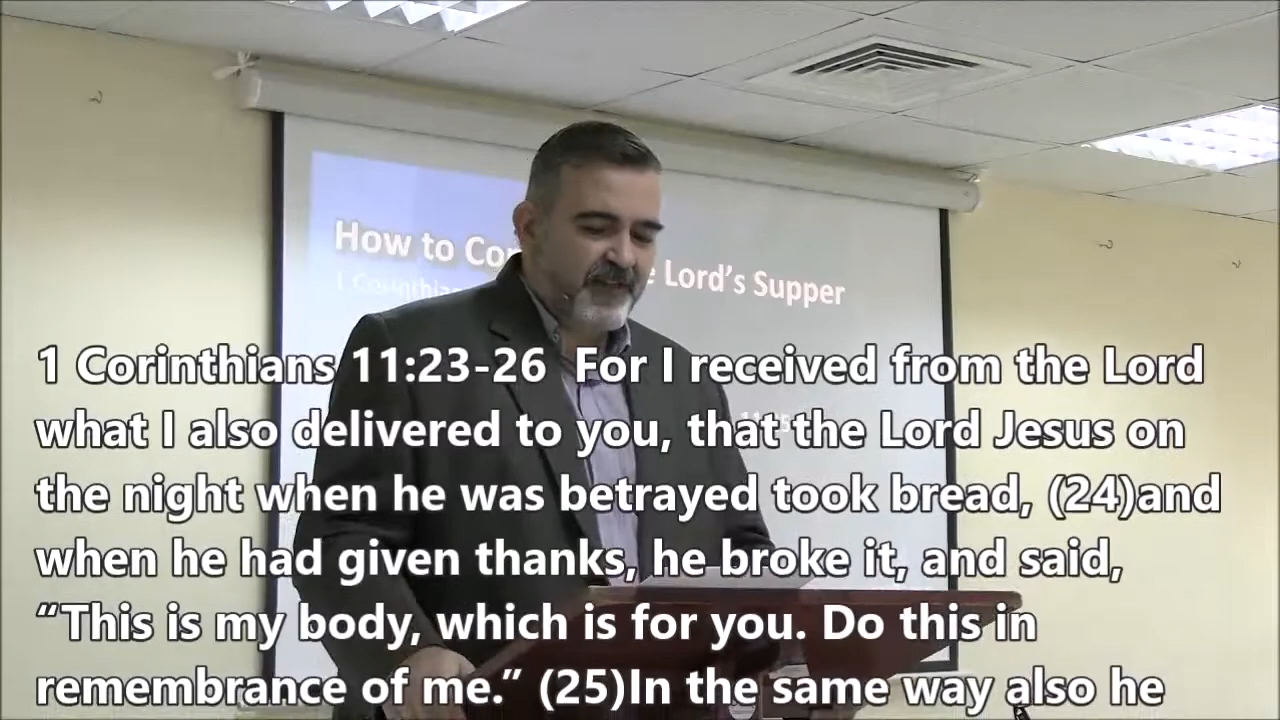 How to Co Lord's Supper
1 Corinthia
1 Corinthians 11:23-26 For I received from the Lord
what I also delivered to you, that the Lord Jesus on
the night when he was betrayed took bread, (24)and
when he had given thanks, he broke it, and said,
“This is my body, which is for you. Do this in
remembrance of me.” (25)In the same way also he